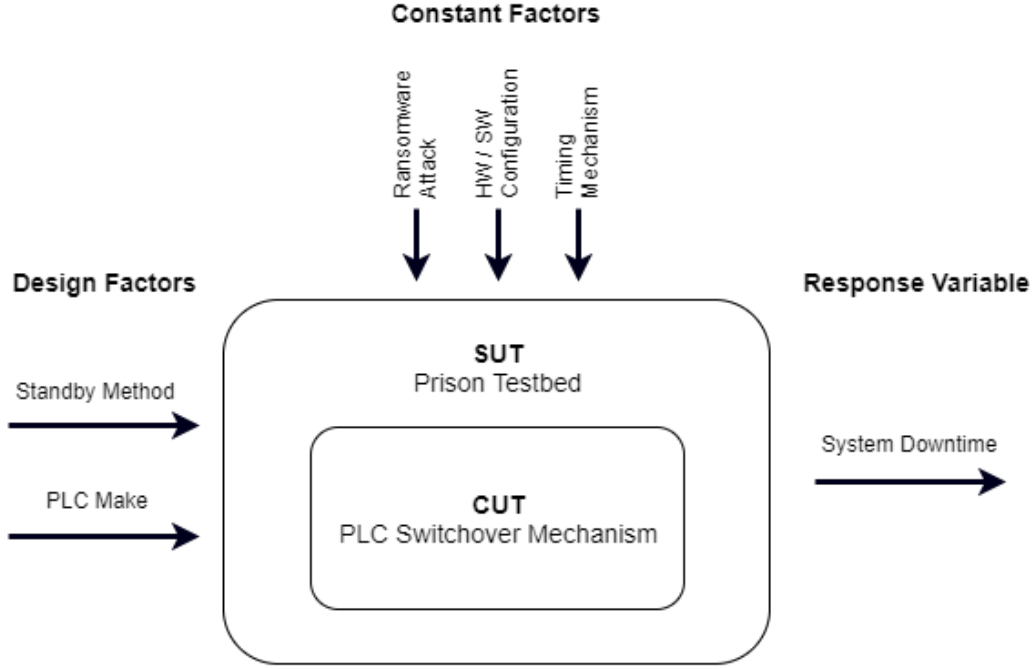 Constant Factors
Ransomware
Attack
HW / SW
Configuration
Timing
Mechanism
Design Factors
Response Variable
SUT
Prison Testbed
Standby Method
System Downtime
PLC Make
CUT
PLC Switchover Mechanism